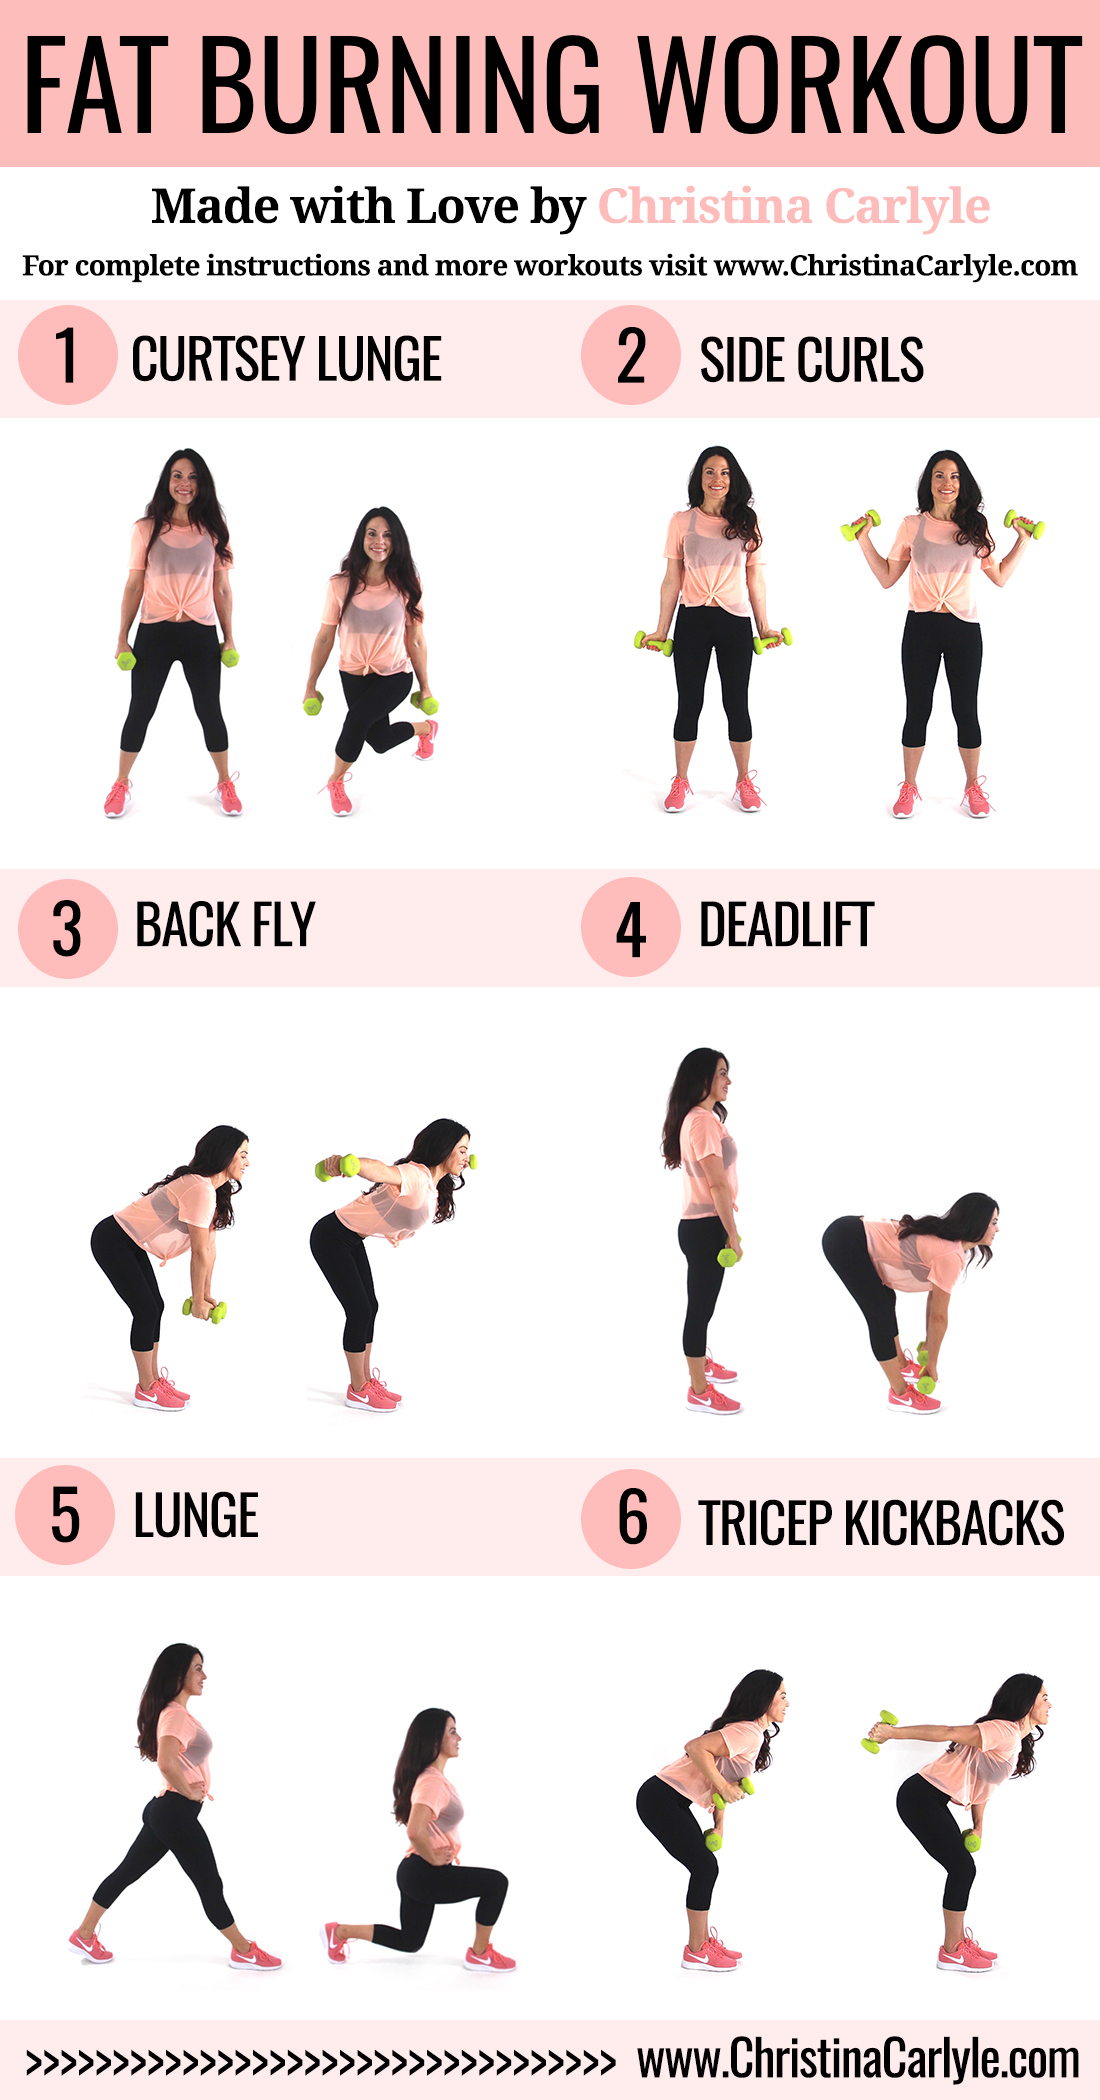 FAT BURNING WORKOUT
Made with Love by Christina Carlyle
For complete instructions and more workouts visit www.ChristinaCarlyle.com
1 CURTSEY LUNGE
2 SIDE CURLS
3 BACK FLY
4 DEADLIFT
5 LUNGE
6 TRICEP KICKBACKS
>>>>>>>>>>>>>>>>>>>>>>>>>>>>>>>>>> www.ChristinaCarlyle.com